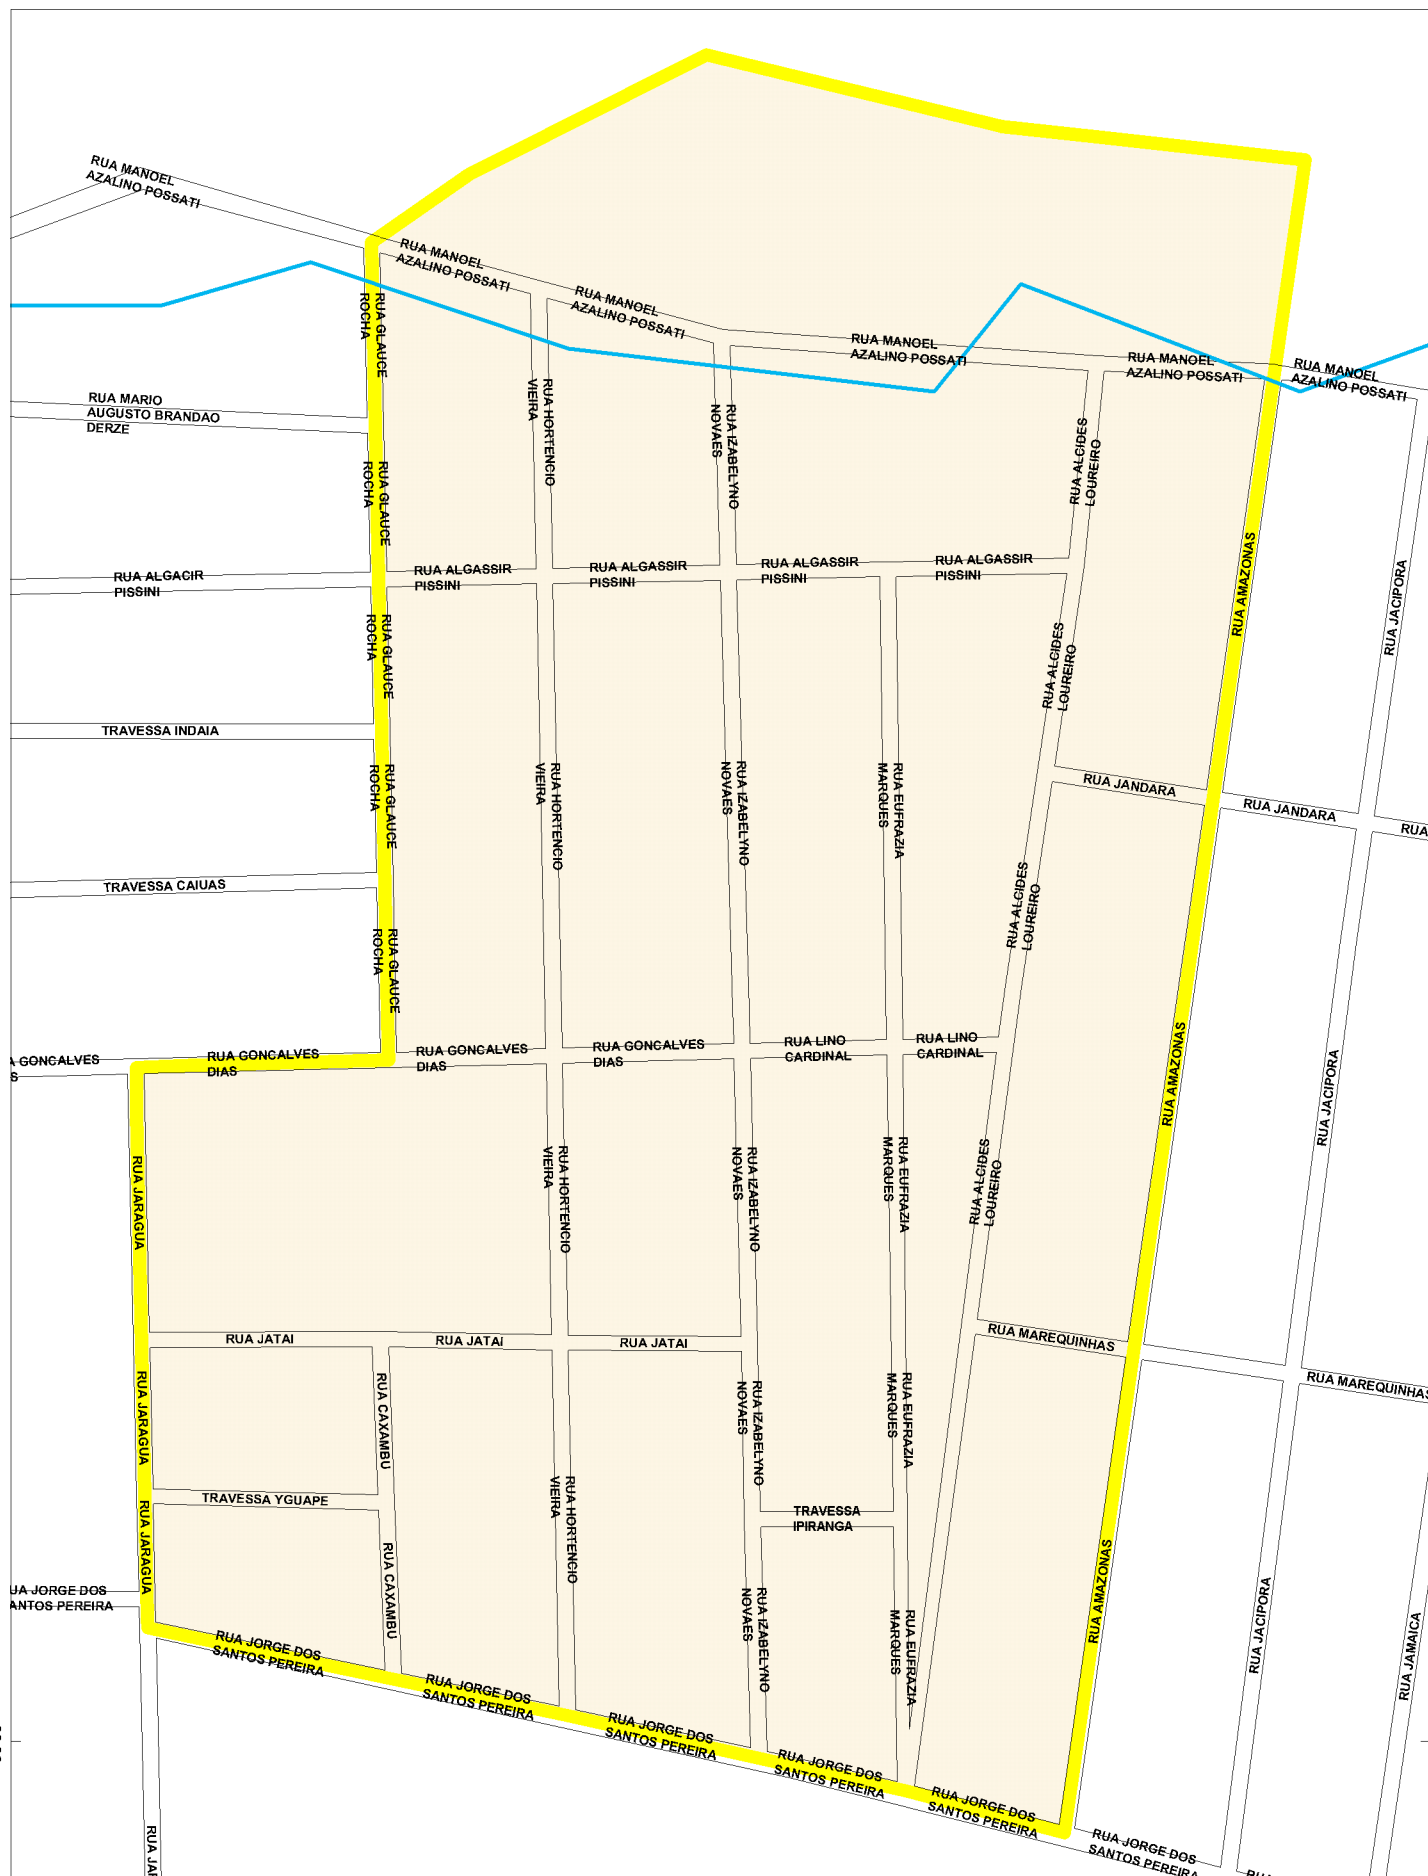 RUA MANOEL
AZALINO POSSATI
RUA MANOEL
AZALINO POSSATI
RUA MANOEL
AZALINO POSSATI
RUA MANOEL
AZALINO POSSATI
RUA MANOEL
AZALINO POSSATI
RUA MANOEL
AZALINO POSSATI
RUA GLAUCE
ROCHA
RUA MARIO
AUGUSTO BRANDAO
DERZE
RUA HORTENCIO
VIEIRA
RUA IZABELYNO
NOVAES
RUA ALCIDES
LOUREIRO
RUA GLAUCE
ROCHA
RUA AMAZONAS
RUA JACIPORA
RUA ALGACIR
PISSINI
RUA ALGASSIR
PISSINI
RUA ALGASSIR
PISSINI
RUA ALGASSIR
PISSINI
RUA ALGASSIR
PISSINI
RUA GLAUCE
ROCHA
RUA ALCIDES
LOUREIRO
TRAVESSA INDAIA
RUA GLAUCE
ROCHA
RUA HORTENCIO
VIEIRA
RUA IZABELYNO
NOVAES
RUA EUFRAZIA
MARQUES
RUA JANDARA
RUA JANDARA
RUA
TRAVESSA CAIUAS
RUA ALCIDES
LOUREIRO
RUA GLAUCE
ROCHA
A GONCALVES
S
RUA GONCALVES
DIAS
RUA GONCALVES
DIAS
RUA GONCALVES
DIAS
RUA LINO
CARDINAL
RUA LINO
CARDINAL
RUA AMAZONAS
RUA JACIPORA
RUA JARAGUA
RUA HORTENCIO
VIEIRA
RUA IZABELYNO
NOVAES
RUA EUFRAZIA
MARQUES
RUA ALCIDES
LOUREIRO
RUA JATAI
RUA JATAI
RUA JATAI
RUA MAREQUINHAS
RUA MAREQUINHAS
RUA JARAGUA
RUA CAXAMBU
RUA IZABELYNO
NOVAES
RUA EUFRAZIA
MARQUES
TRAVESSA YGUAPE
RUA HORTENCIO
VIEIRA
TRAVESSA
IPIRANGA
RUA JARAGUA
RUA CAXAMBU
RUA AMAZONAS
RUA JACIPORA
RUA JAMAICA
UA JORGE DOS
ANTOS PEREIRA
RUA IZABELYNO
NOVAES
RUA EUFRAZIA
MARQUES
RUA JORGE DOS
SANTOS PEREIRA
RUA JORGE DOS
SANTOS PEREIRA
RUA JORGE DOS
SANTOS PEREIRA
RUA JORGE DOS
SANTOS PEREIRA
RUA JORGE DOS
SANTOS PEREIRA
RUA JORGE DOS
SANTOS PEREIRA
RUA JAR